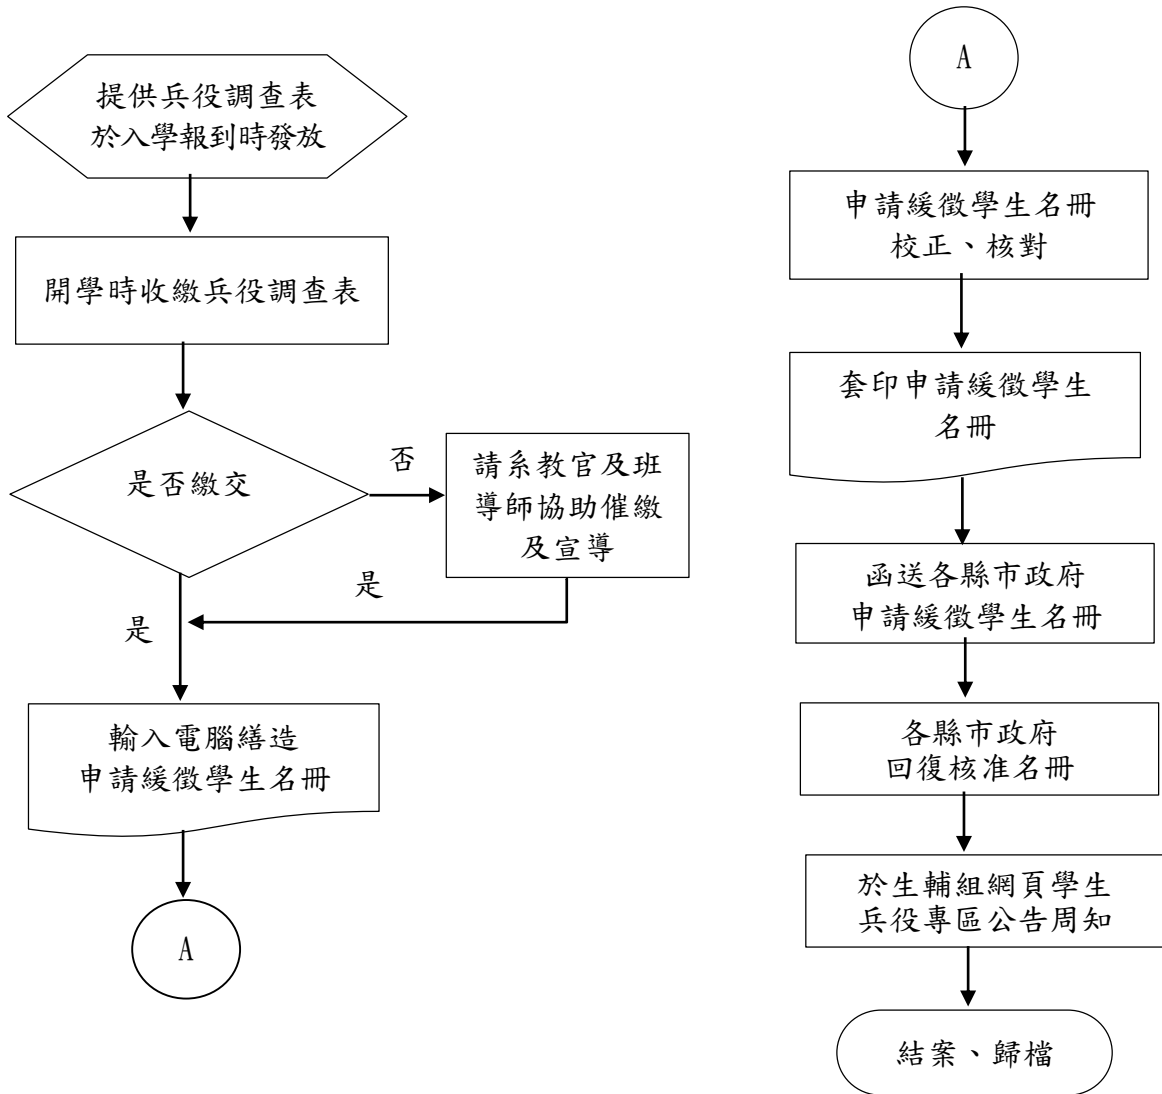 提供兵役調查表
於入學報到時發放
開學時收繳兵役調查表
是否繳交
否
請系教官及班
導師協助催繳
及宣導
是
是
輸入電腦繕造
申請緩徵學生名冊
A
A
申請緩徵學生名冊
校正、核對
套印申請緩徵學生
名冊
函送各縣市政府
申請緩徵學生名冊
各縣市政府
回復核准名冊
於生輔組網頁學生
兵役專區公告周知
結案、歸檔